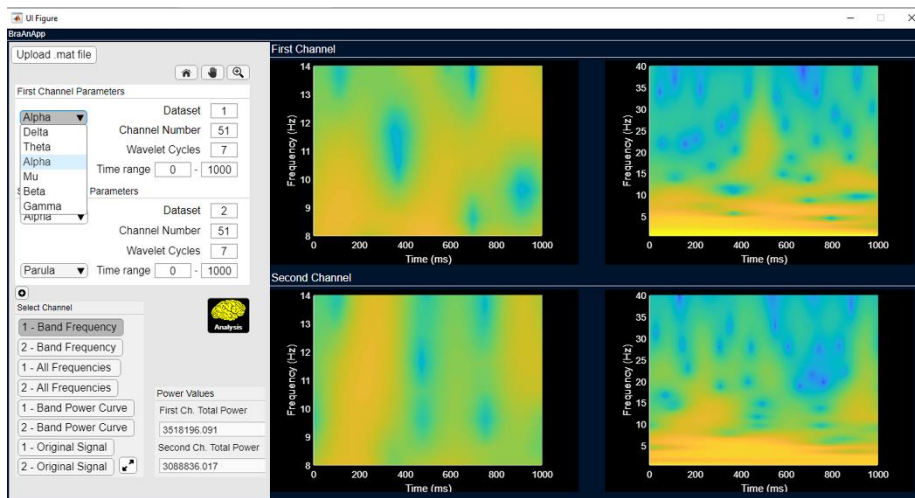 UI Figure
BraAnApp
Upload .mat file
First Channel Parameters
Alpha
Delta
Theta
Alpha
Mu
Beta
Gamma
Dataset 1
Channel Number 51
Wavelet Cycles 7
Time range 0 - 1000
Parameters
Alpha
Dataset 2
Channel Number 51
Wavelet Cycles 7
Parula
Time range 0 - 1000
Select Channel
1 - Band Frequency
2 - Band Frequency
1 - All Frequencies
2 - All Frequencies
1 - Band Power Curve
2 - Band Power Curve
1 - Original Signal
2 - Original Signal
Analysis
Power Values
First Ch. Total Power
3518196.091
Second Ch. Total Power
3088836.017
First Channel
14
13
12
11
10
9
8
Frequency (Hz)
0 200 400 600 800 1000
Time (ms)
40
35
30
25
20
15
10
5
Frequency (Hz)
0 200 400 600 800 1000
Time (ms)
Second Channel
14
13
12
11
10
9
8
Frequency (Hz)
0 200 400 600 800 1000
Time (ms)
40
35
30
25
20
15
10
5
Frequency (Hz)
0 200 400 600 800 1000
Time (ms)